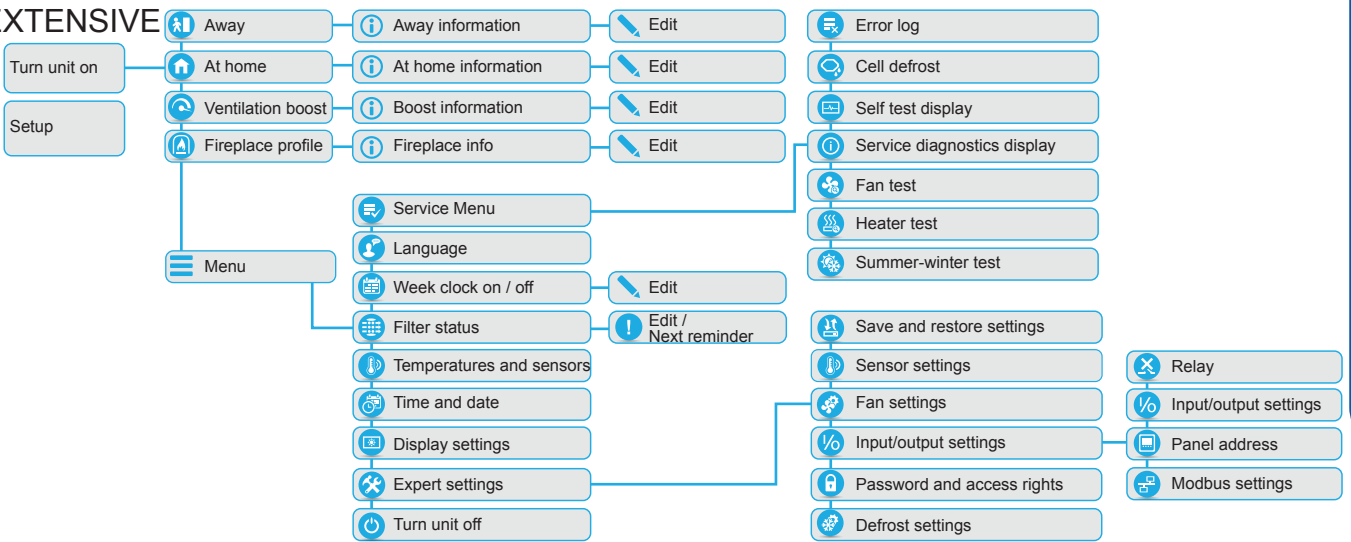 EXTENSIVE
Turn unit on
Setup
Away
Away information
Edit
At home
At home information
Edit
Ventilation boost
Boost information
Edit
Fireplace profile
Fireplace info
Edit
Menu
Service Menu
Language
Week clock on / off
Edit
Filter status
Edit /
Next reminder
Temperatures and sensors
Time and date
Display settings
Expert settings
Turn unit off
Error log
Cell defrost
Self test display
Service diagnostics display
Fan test
Heater test
Summer-winter test
Save and restore settings
Sensor settings
Fan settings
Input/output settings
Password and access rights
Defrost settings
Relay
I/o Input/output settings
Panel address
Modbus settings